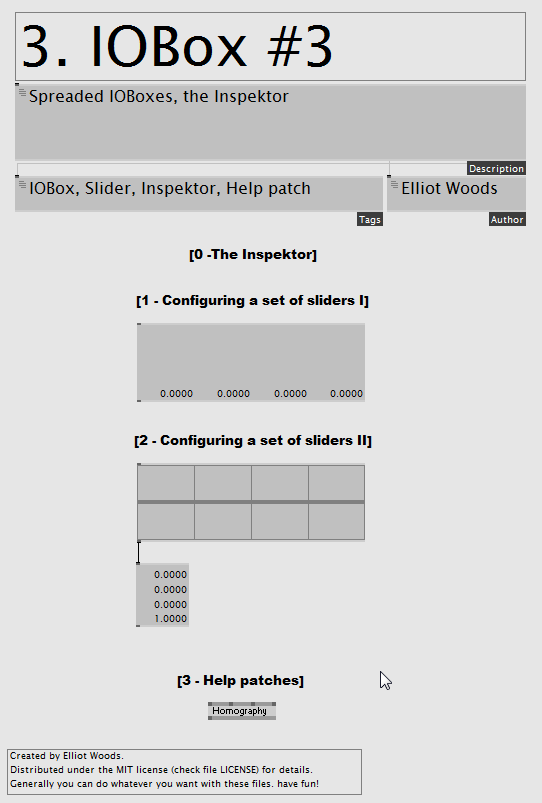 3. IOBox #3
Spreaded IOBoxes, the Inspektor
Description
IOBox, Slider, Inspektor, Help patch
Elliot Woods
Tags
Author
[0 -The Inspektor]
[1 - Configuring a set of sliders I]
0.0000 0.0000 0.0000 0.0000
[2 - Configuring a set of sliders II]
0.0000
0.0000
0.0000
1.0000
[3 - Help patches]
Homography
Created by Elliot Woods.
Distributed under the MIT license (check file LICENSE) for details.
Generally you can do whatever you want with these files. have fun!